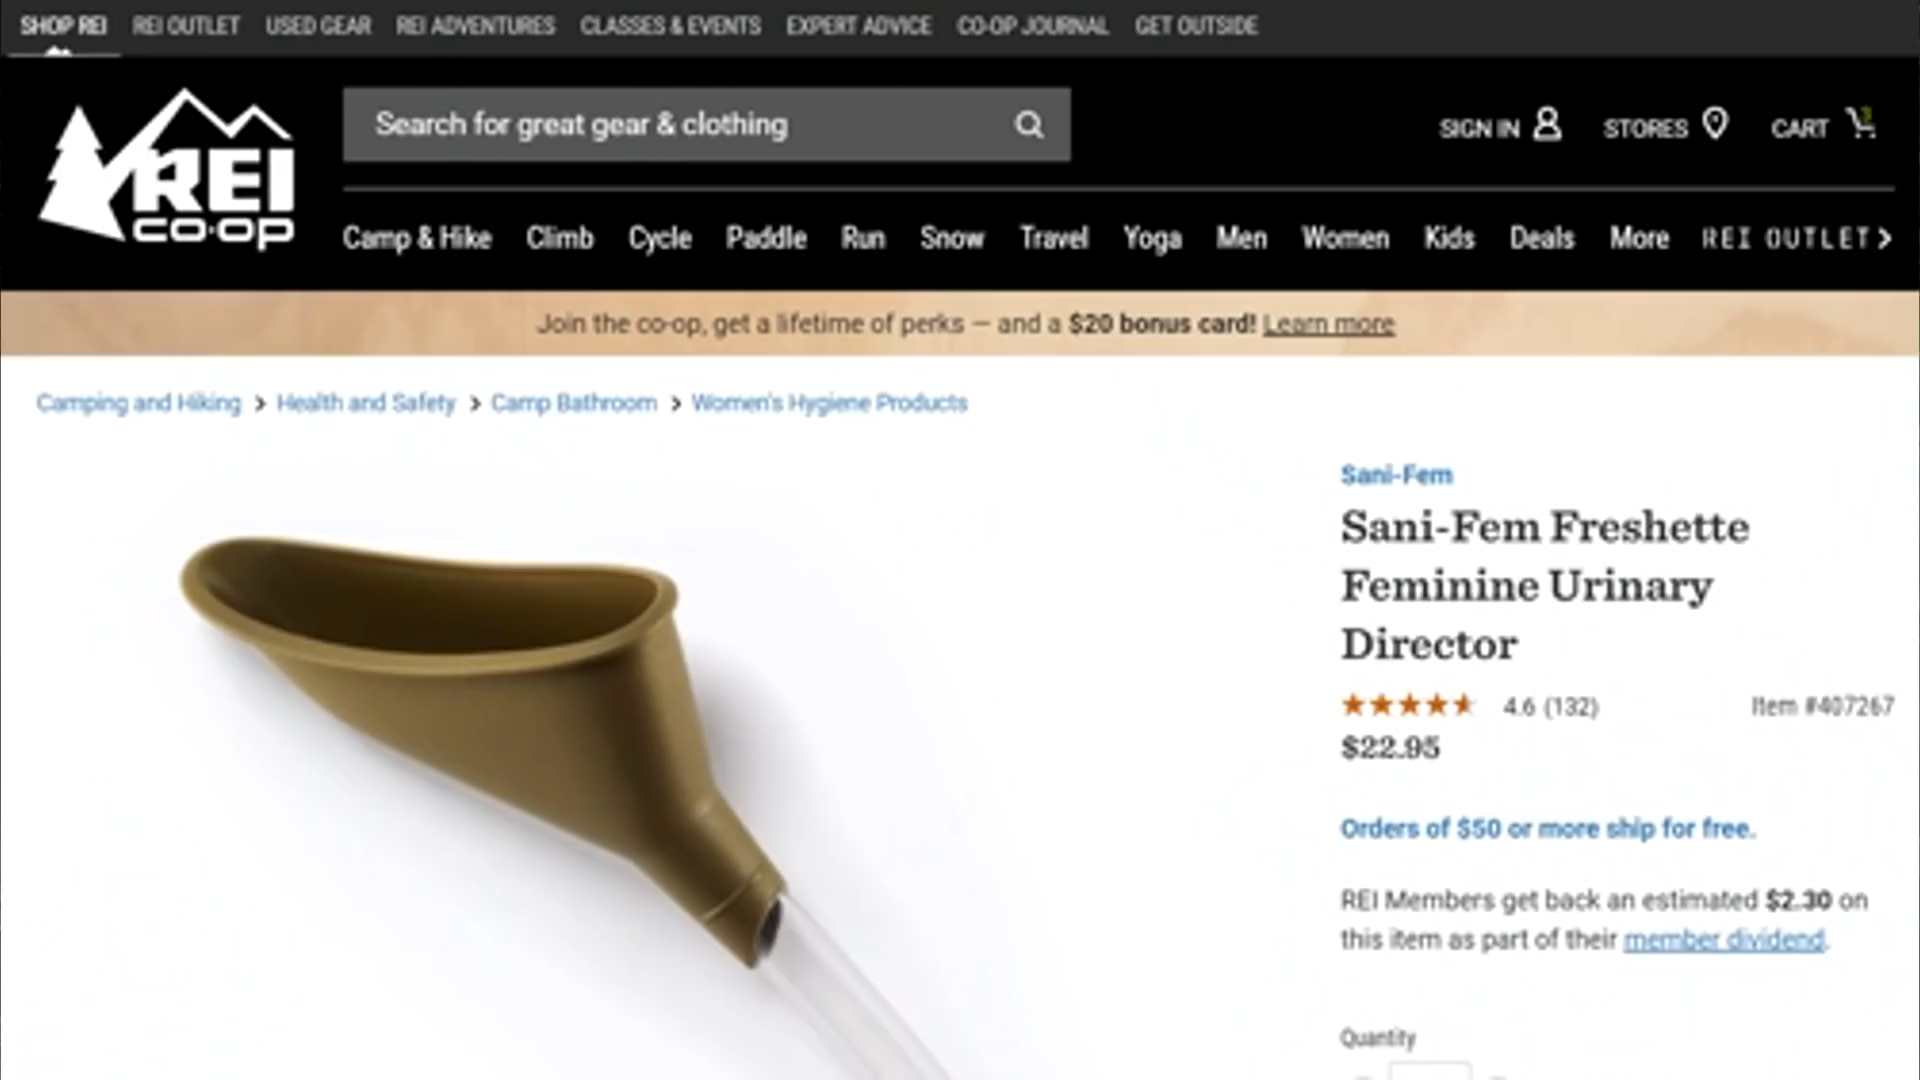 SHOP REI REI OUTLET USED GEAR REI ADVENTURES CLASSES & EVENTS EXPERT ADVICE CO-OP JOURNAL GET OUTSIDE
REI
CO·OP
Search for great gear & clothing
SIGN IN STORES CART
Camp & Hike Climb Cycle Paddle Run Snow Travel Yoga Men Women Kids Deals More REI OUTLET >
Join the co-op, get a lifetime of perks — and a $20 bonus card! Learn more
Camping and Hiking > Health and Safety > Camp Bathroom > Women's Hygiene Products
Sani-Fem
Sani-Fem Freshette
Feminine Urinary
Director
4.6 (132) Item #407267
$22.95
Orders of $50 or more ship for free.
REI Members get back an estimated $2.30 on
this item as part of their member dividend.
Quantity